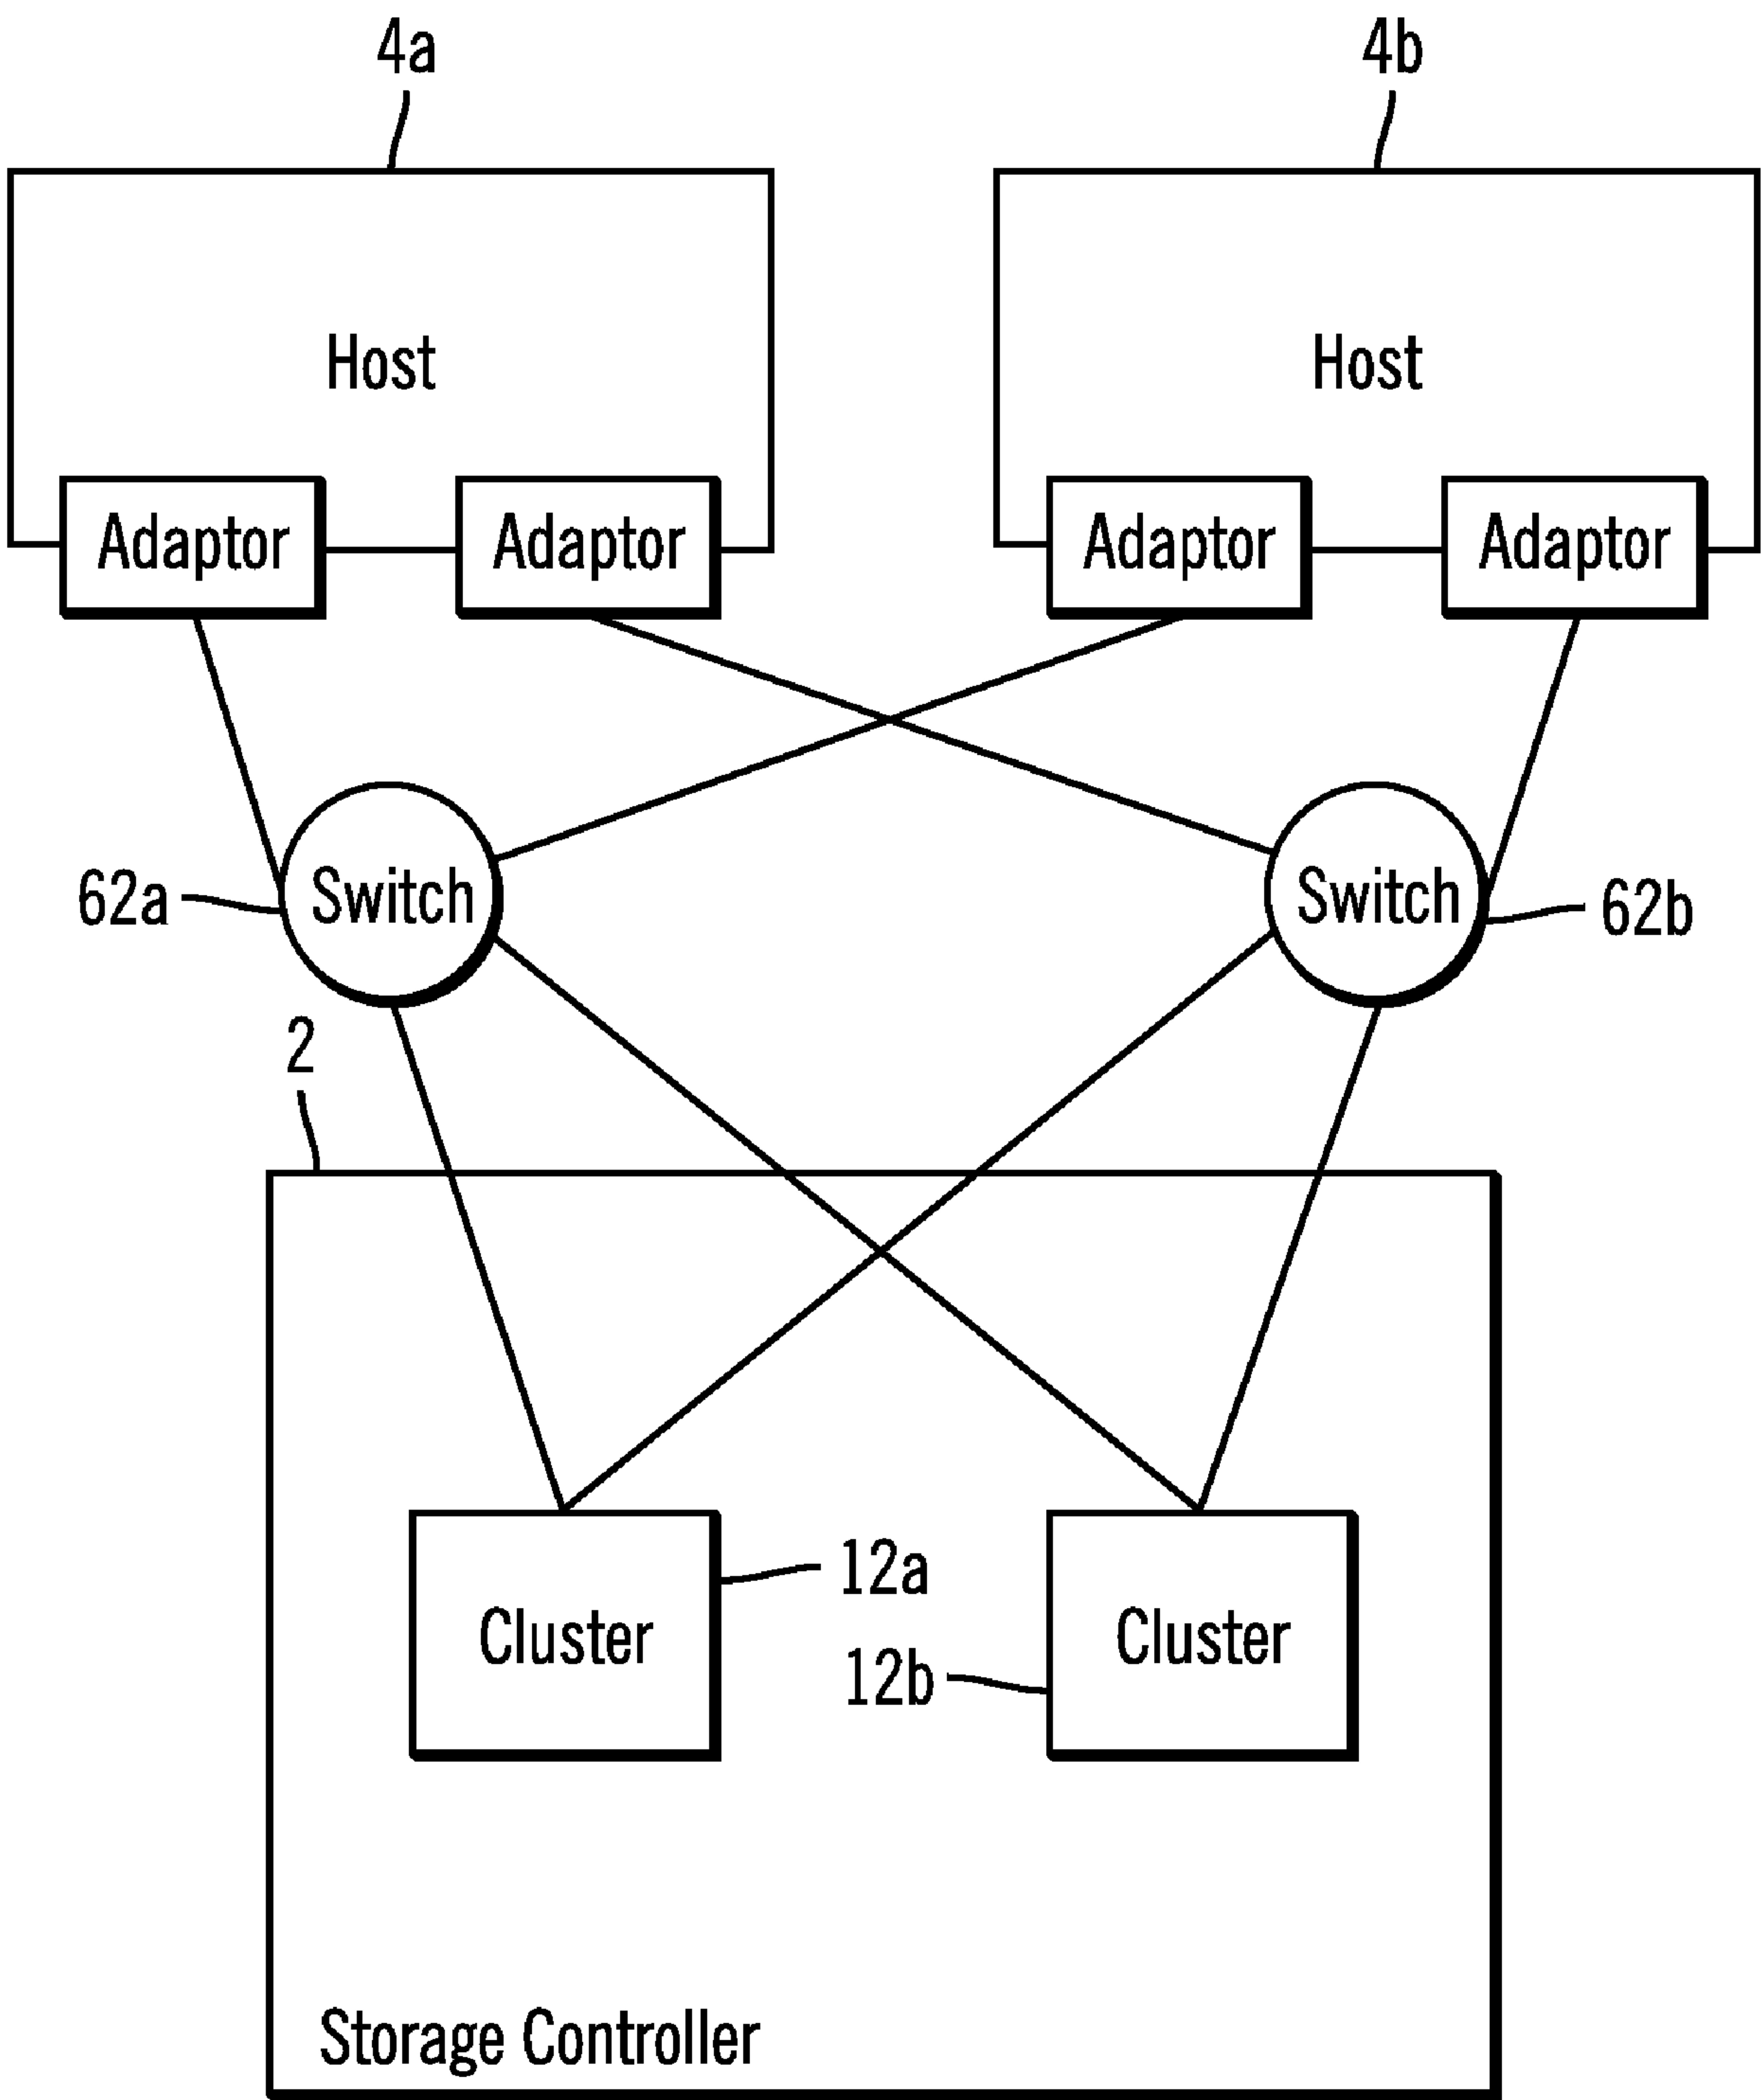 4a
4b
Host
Host
Adaptor
Adaptor
Adaptor
Adaptor
62a
Switch
Switch
62b
2
12a
Cluster
12b
Cluster
Storage Controller